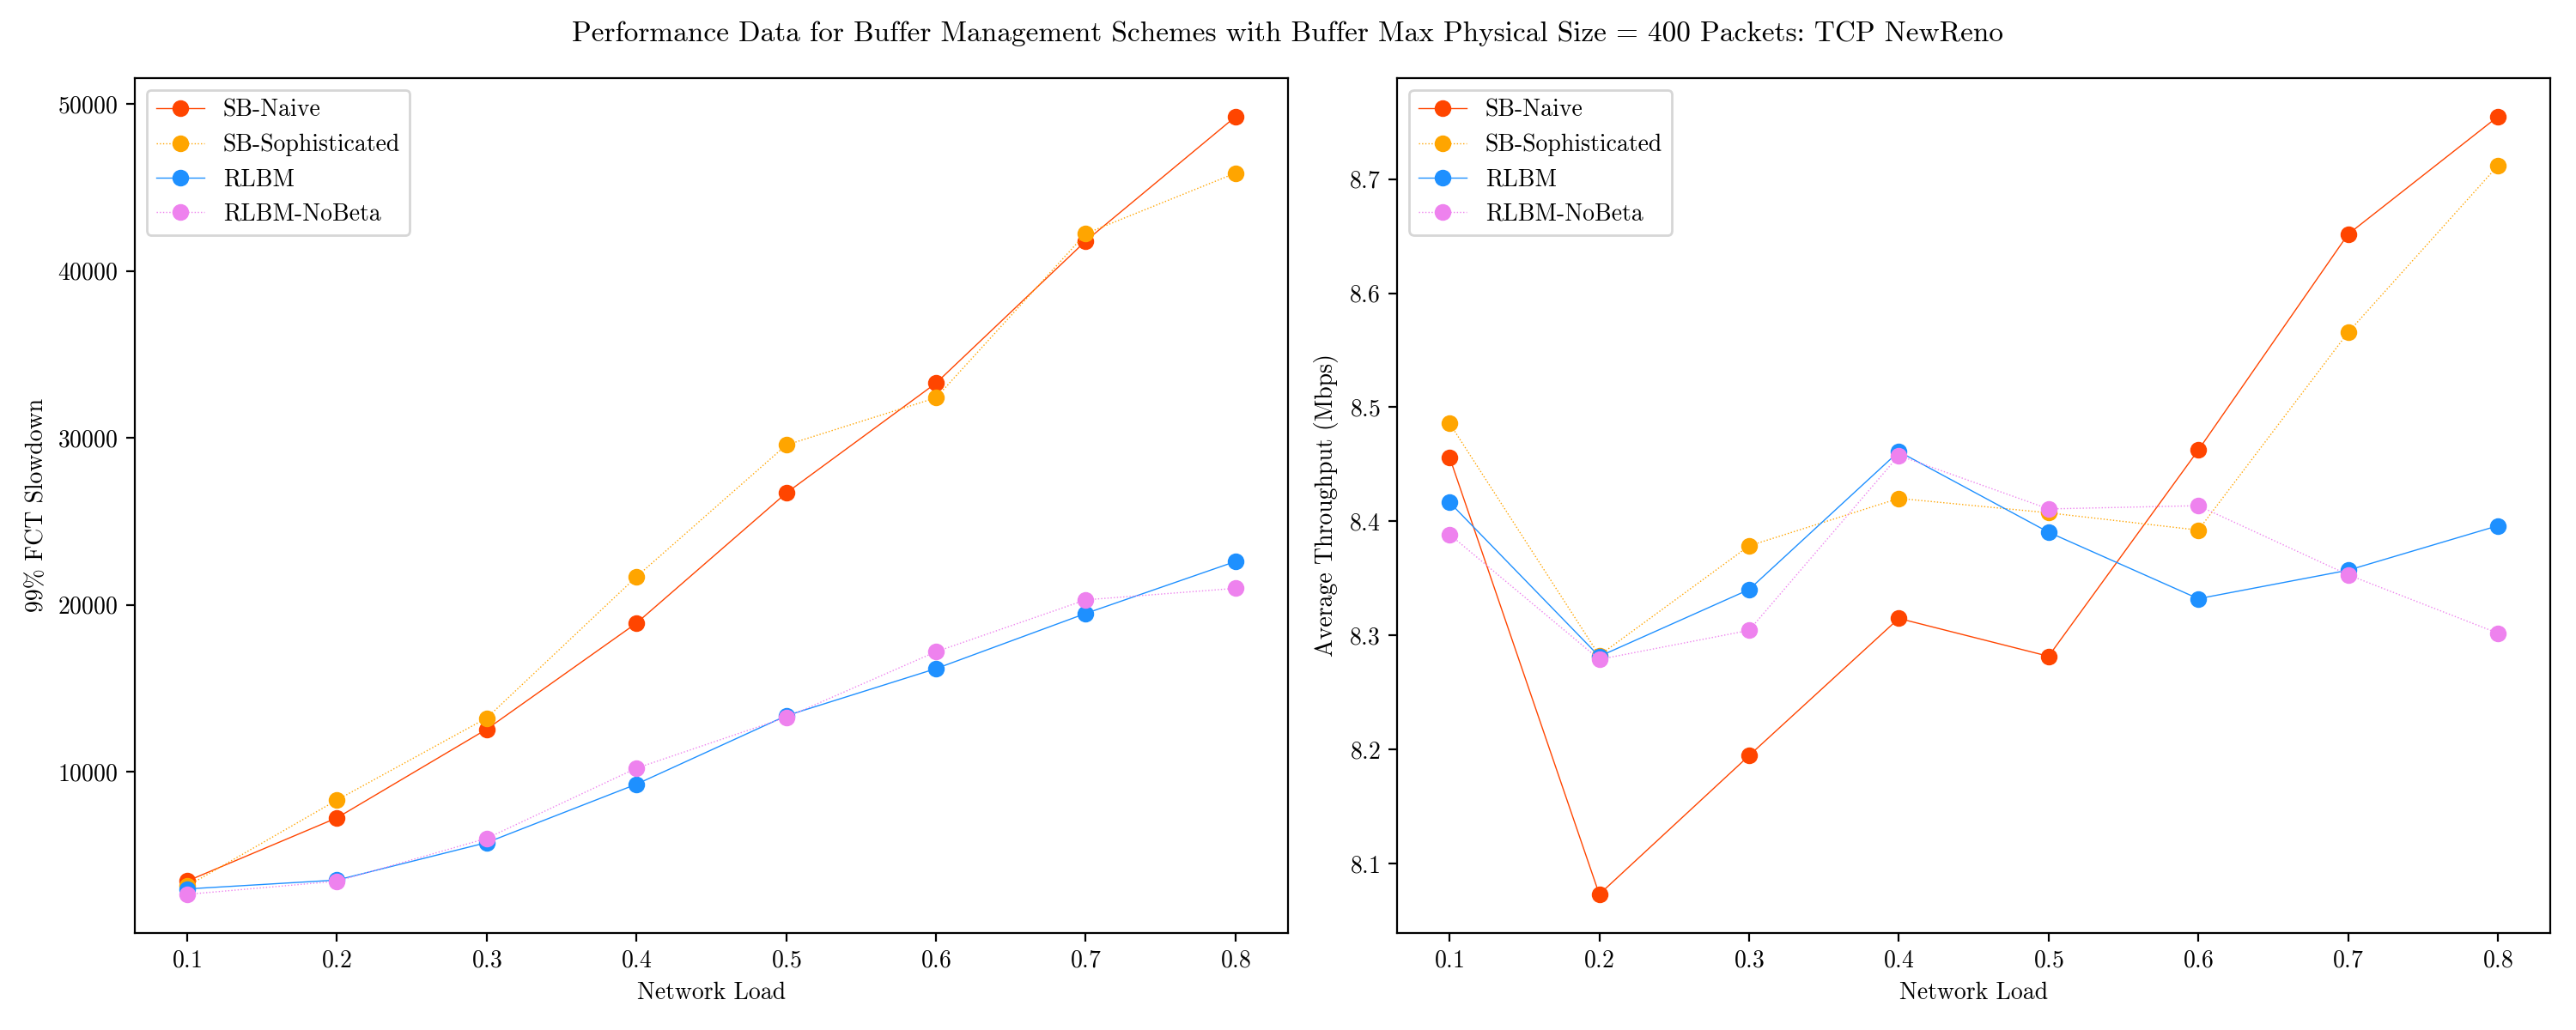 Performance Data for Buffer Management Schemes with Buffer Max Physical Size = 400 Packets: TCP NewReno
99% FCT Slowdown
50000
40000
30000
20000
10000
SB-Naive
SB-Sophisticated
RLBM
RLBM-NoBeta
0.1 0.2 0.3 0.4 0.5 0.6 0.7 0.8
Network Load
Average Throughput (Mbps)
8.7
8.6
8.5
8.4
8.3
8.2
8.1
SB-Naive
SB-Sophisticated
RLBM
RLBM-NoBeta
0.1 0.2 0.3 0.4 0.5 0.6 0.7 0.8
Network Load